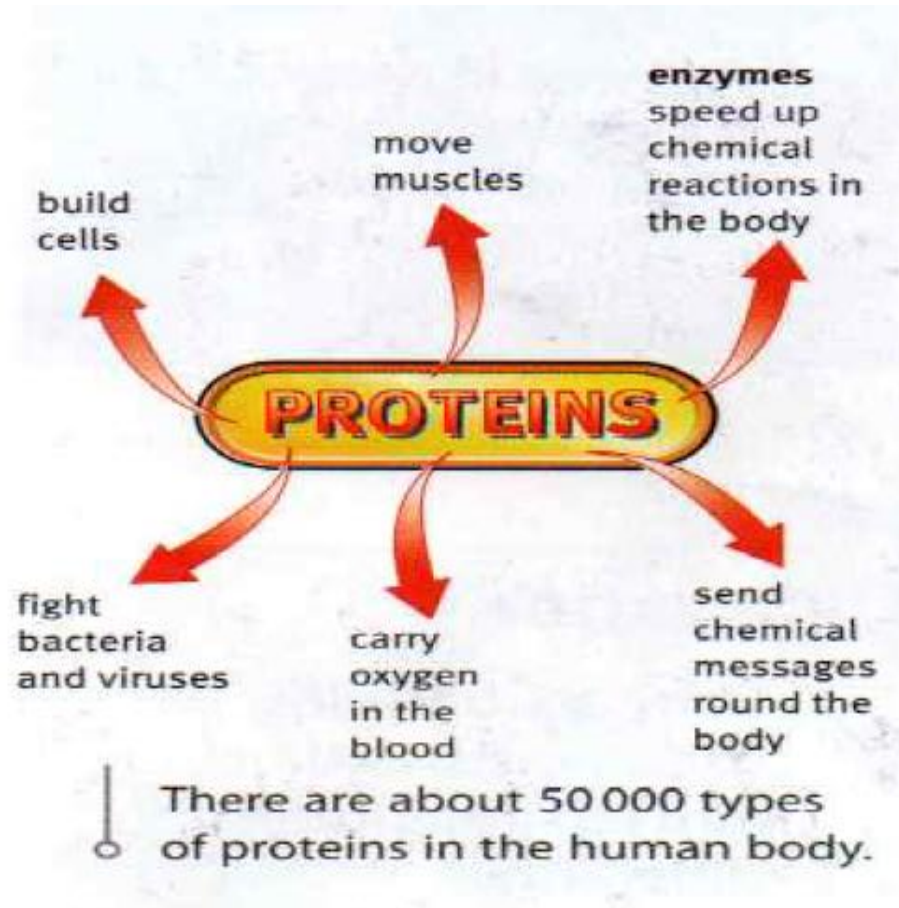 enzymes
speed up
chemical
reactions in
the body
move
muscles
build
cells
PROTEINS
fight
bacteria
and viruses
carry
oxygen
in the
blood
send
chemical
messages
round the
body
There are about 50 000 types
of proteins in the human body.